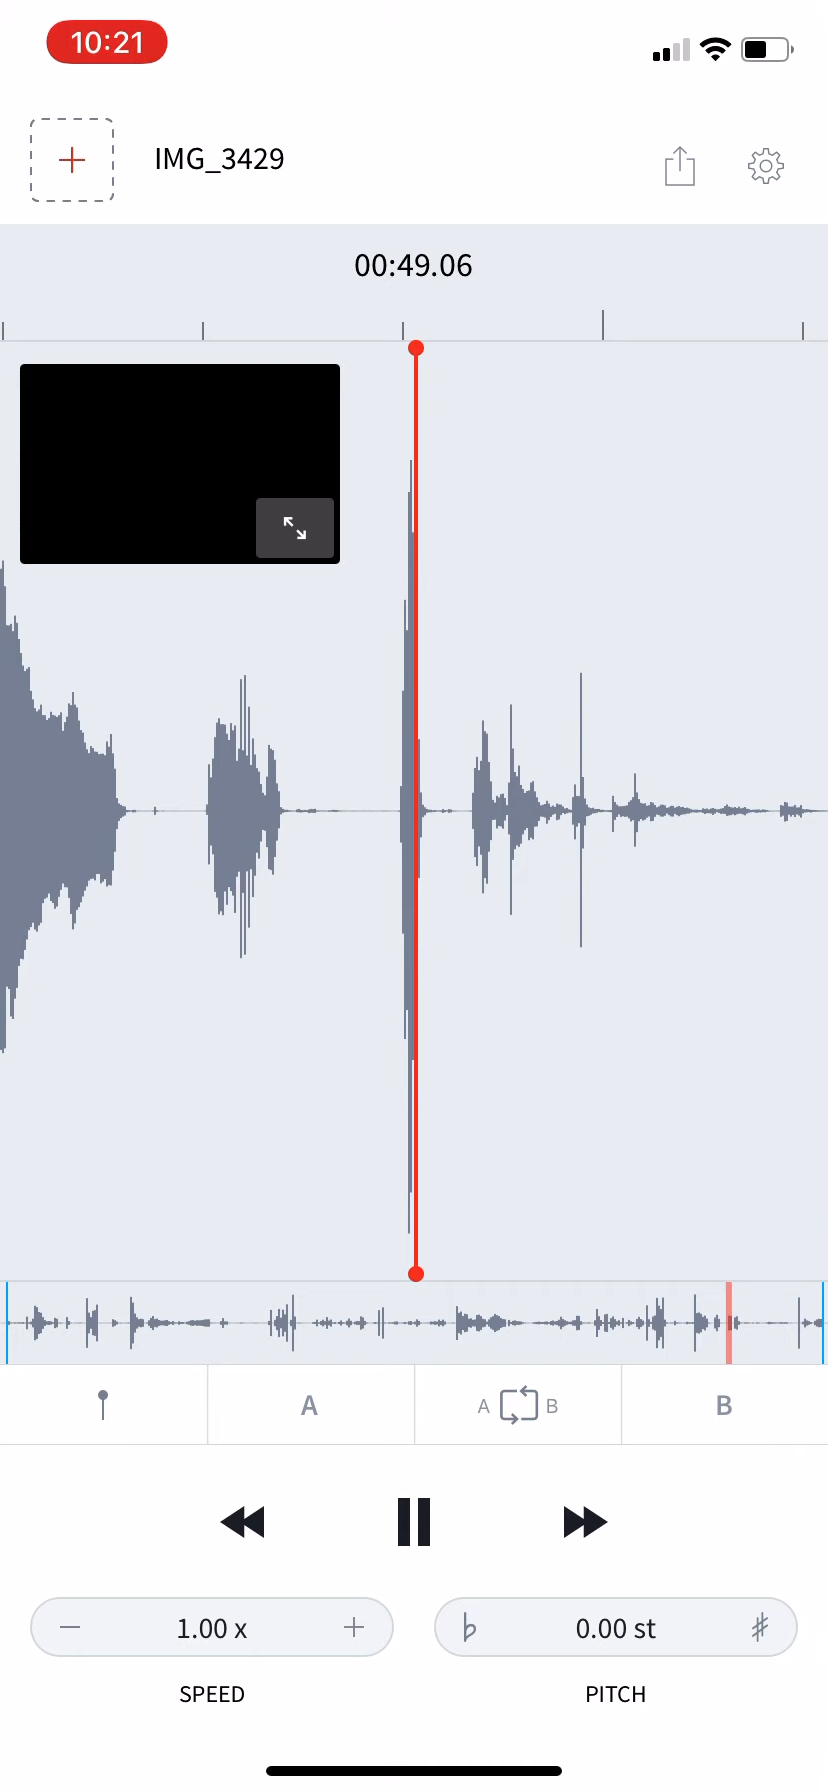 10:21
IMG_3429
00:49.06
A
A B
B
1.00 x
♭ 0.00 st ♯
SPEED
PITCH